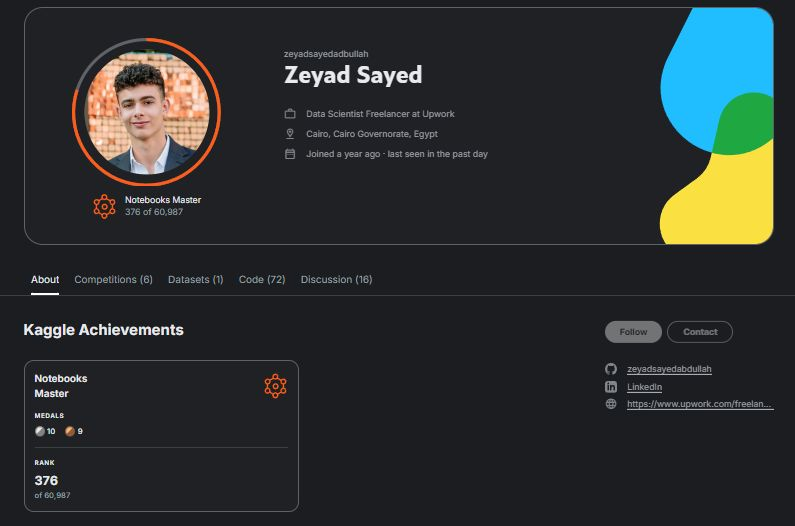 zeyadsayedadbullah
Zeyad Sayed
Data Scientist Freelancer at Upwork
Cairo, Cairo Governorate, Egypt
Joined a year ago · last seen in the past day
Notebooks Master
376 of 60,987
About Competitions (6) Datasets (1) Code (72) Discussion (16)
Kaggle Achievements
Follow Contact
Notebooks
Master
MEDALS
10 9
RANK
376
of 60,987
zeyadsayedabdullah
LinkedIn
https://www.upwork.com/freelan...